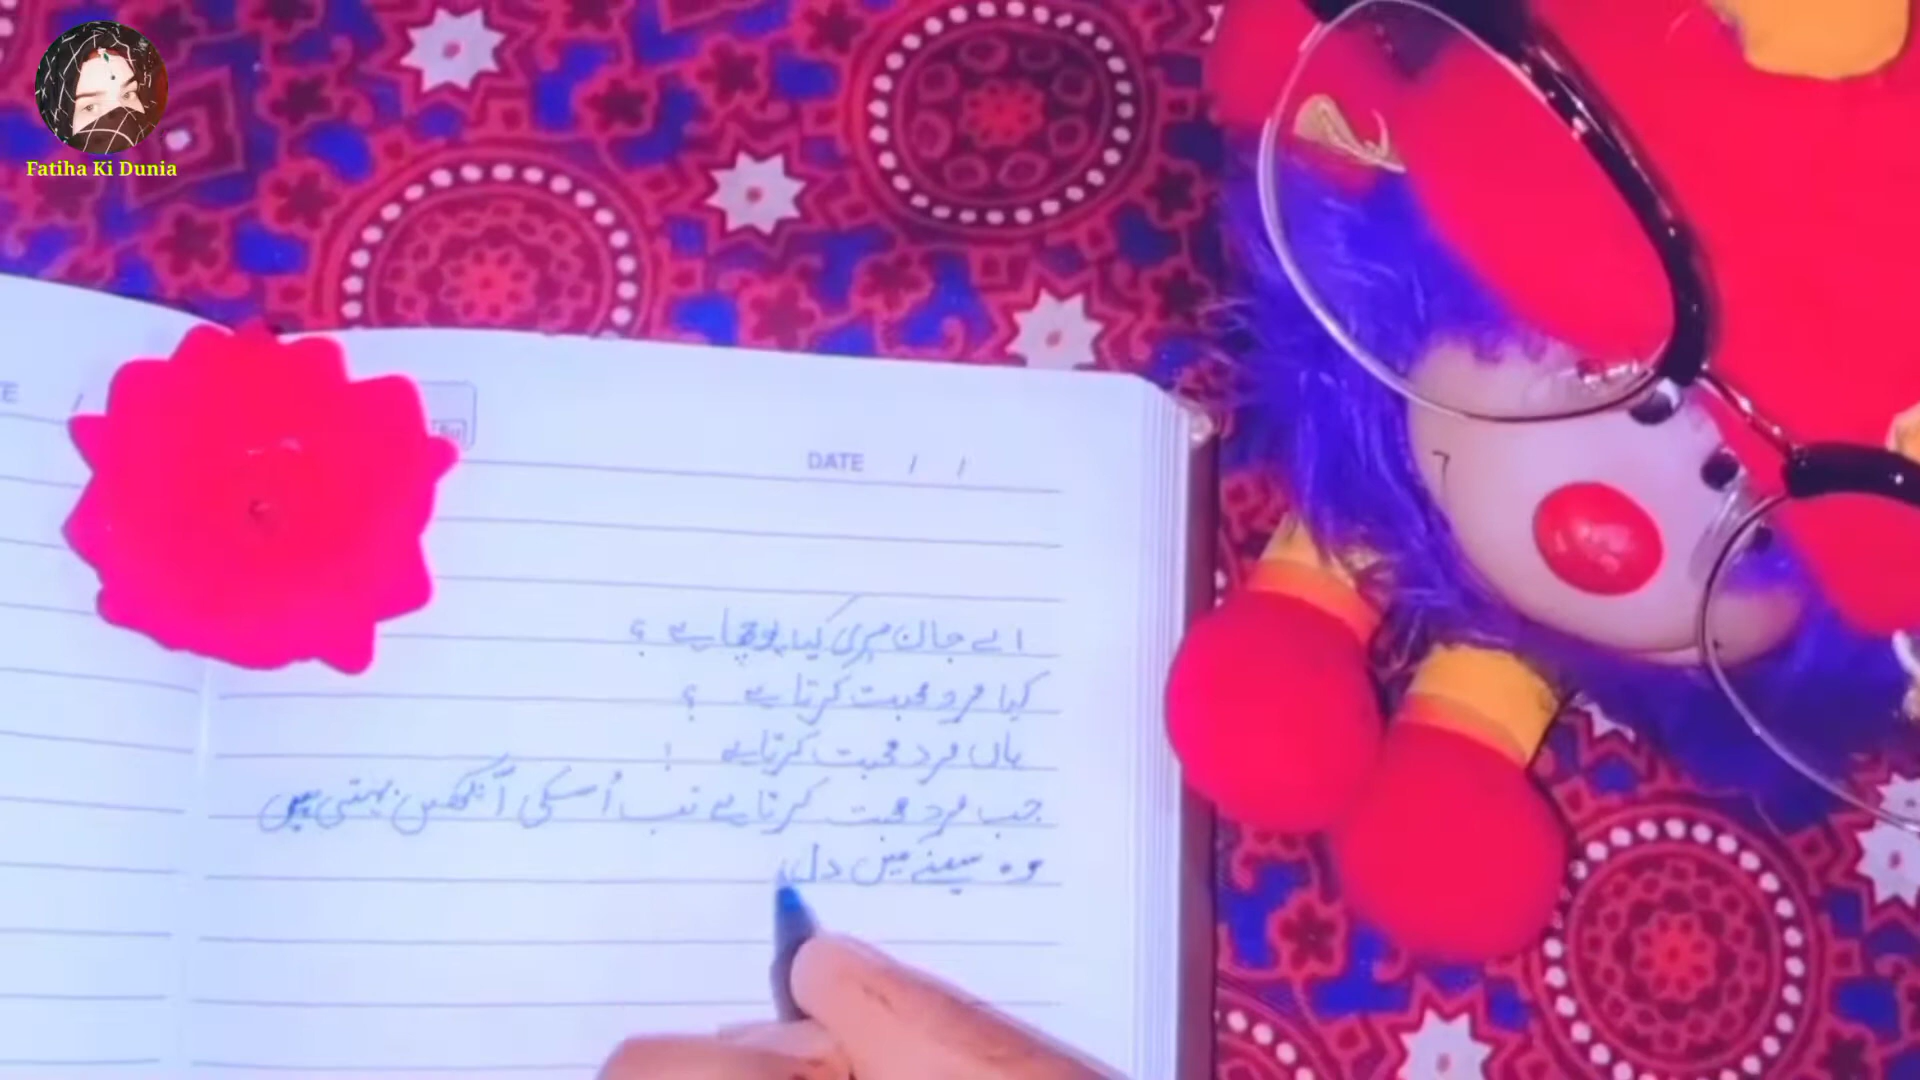 Fatiha Ki Dunia
DATE / /
اے جان میری کیا پوچھا ہے ؟
کیا مرد محبت کرتا ہے ؟
ہاں مرد محبت کرتا ہے !
جب مرد محبت کرتا ہے تب اُسکی آنکھیں بہتی ہیں
وہ سینے میں دل